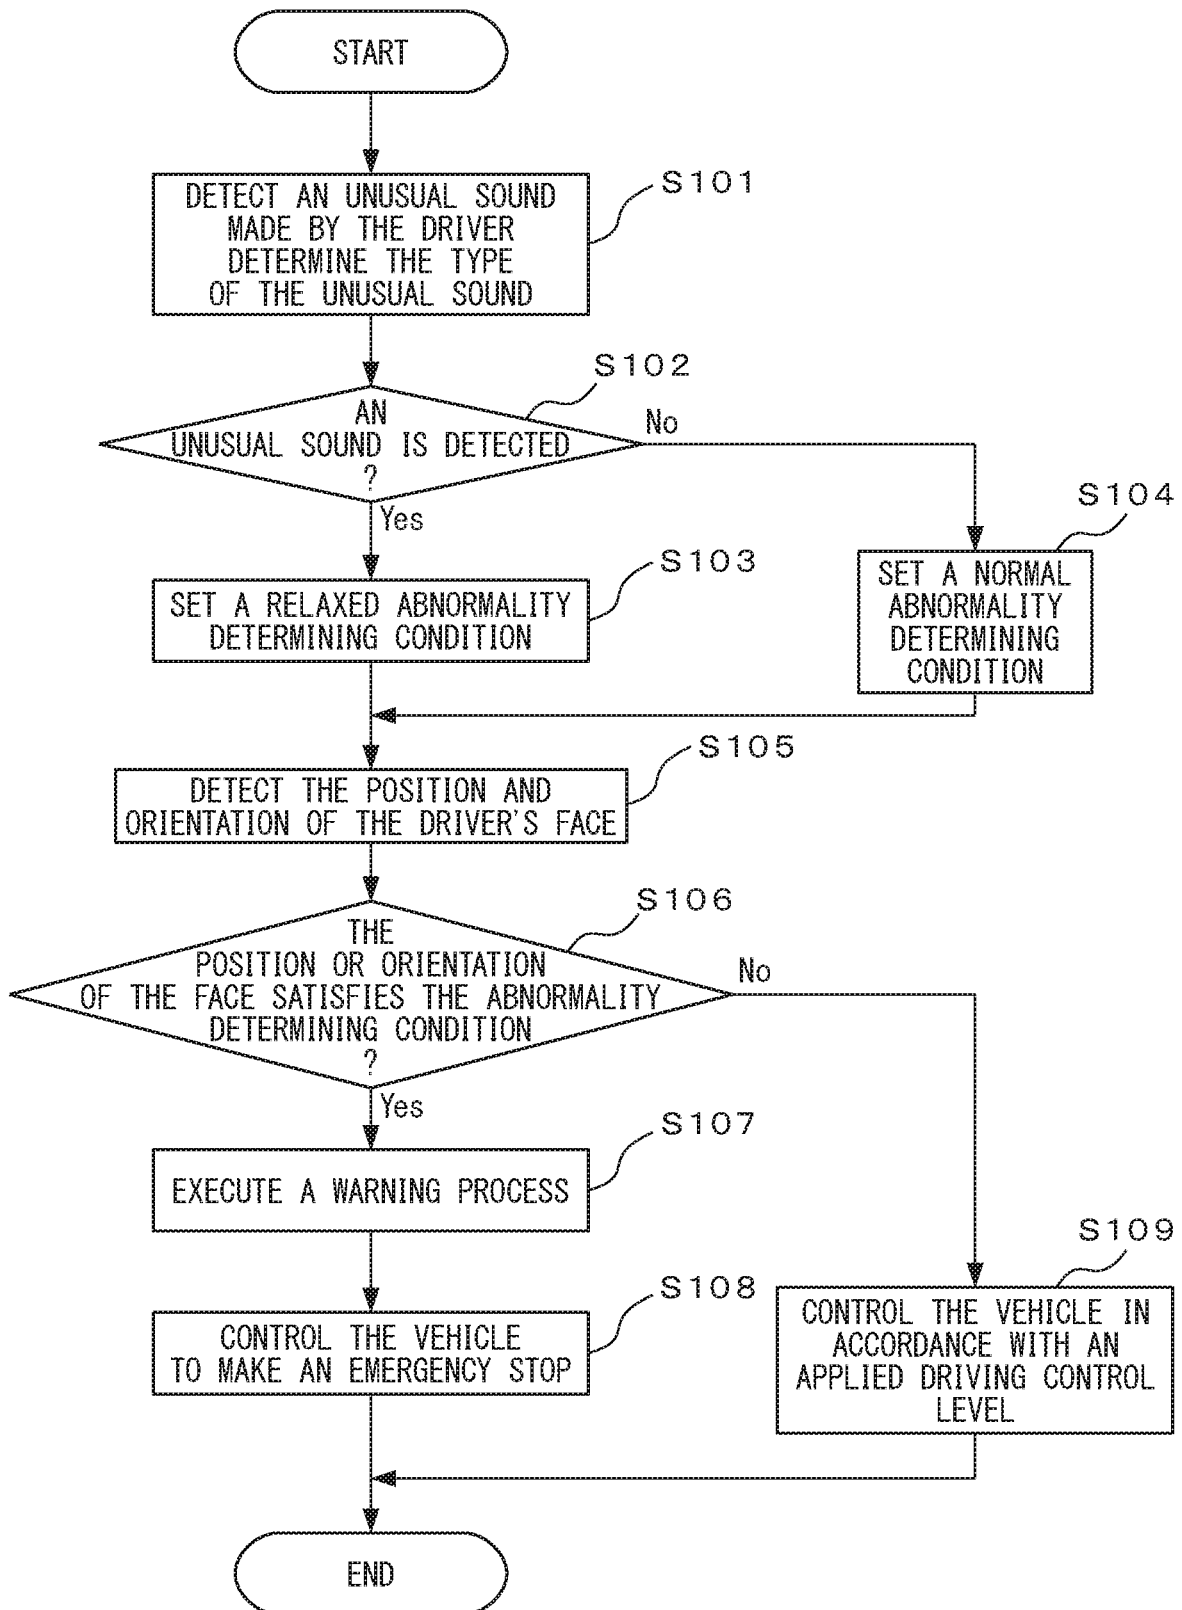 START
S101
DETECT AN UNUSUAL SOUND
MADE BY THE DRIVER
DETERMINE THE TYPE
OF THE UNUSUAL SOUND
S102
AN
UNUSUAL SOUND IS DETECTED
?
No
Yes
S103
SET A RELAXED ABNORMALITY
DETERMINING CONDITION
S104
SET A NORMAL
ABNORMALITY
DETERMINING
CONDITION
S105
DETECT THE POSITION AND
ORIENTATION OF THE DRIVER'S FACE
S106
THE
POSITION OR ORIENTATION
OF THE FACE SATISFIES THE ABNORMALITY
DETERMINING CONDITION
?
No
Yes
S107
EXECUTE A WARNING PROCESS
S108
CONTROL THE VEHICLE
TO MAKE AN EMERGENCY STOP
S109
CONTROL THE VEHICLE IN
ACCORDANCE WITH AN
APPLIED DRIVING CONTROL
LEVEL
END